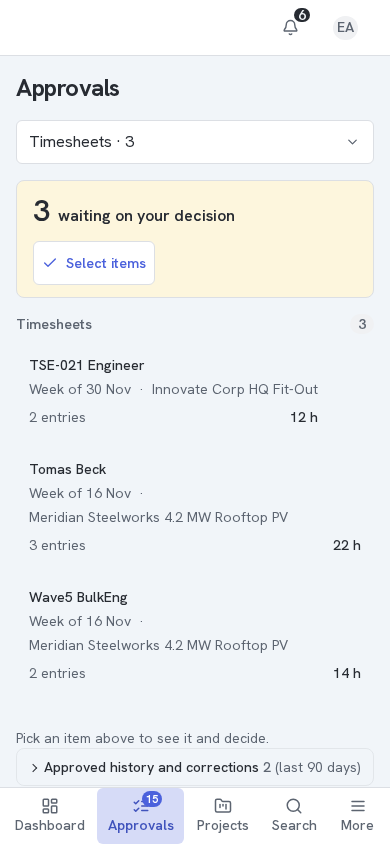 6
EA
Approvals
Timesheets · 3
3 waiting on your decision
Select items
Timesheets 3
TSE-021 Engineer
Week of 30 Nov · Innovate Corp HQ Fit-Out
2 entries 12 h
Tomas Beck
Week of 16 Nov ·
Meridian Steelworks 4.2 MW Rooftop PV
3 entries 22 h
Wave5 BulkEng
Week of 16 Nov ·
Meridian Steelworks 4.2 MW Rooftop PV
2 entries 14 h
Pick an item above to see it and decide.
Approved history and corrections 2 (last 90 days)
15
Dashboard Approvals Projects Search More